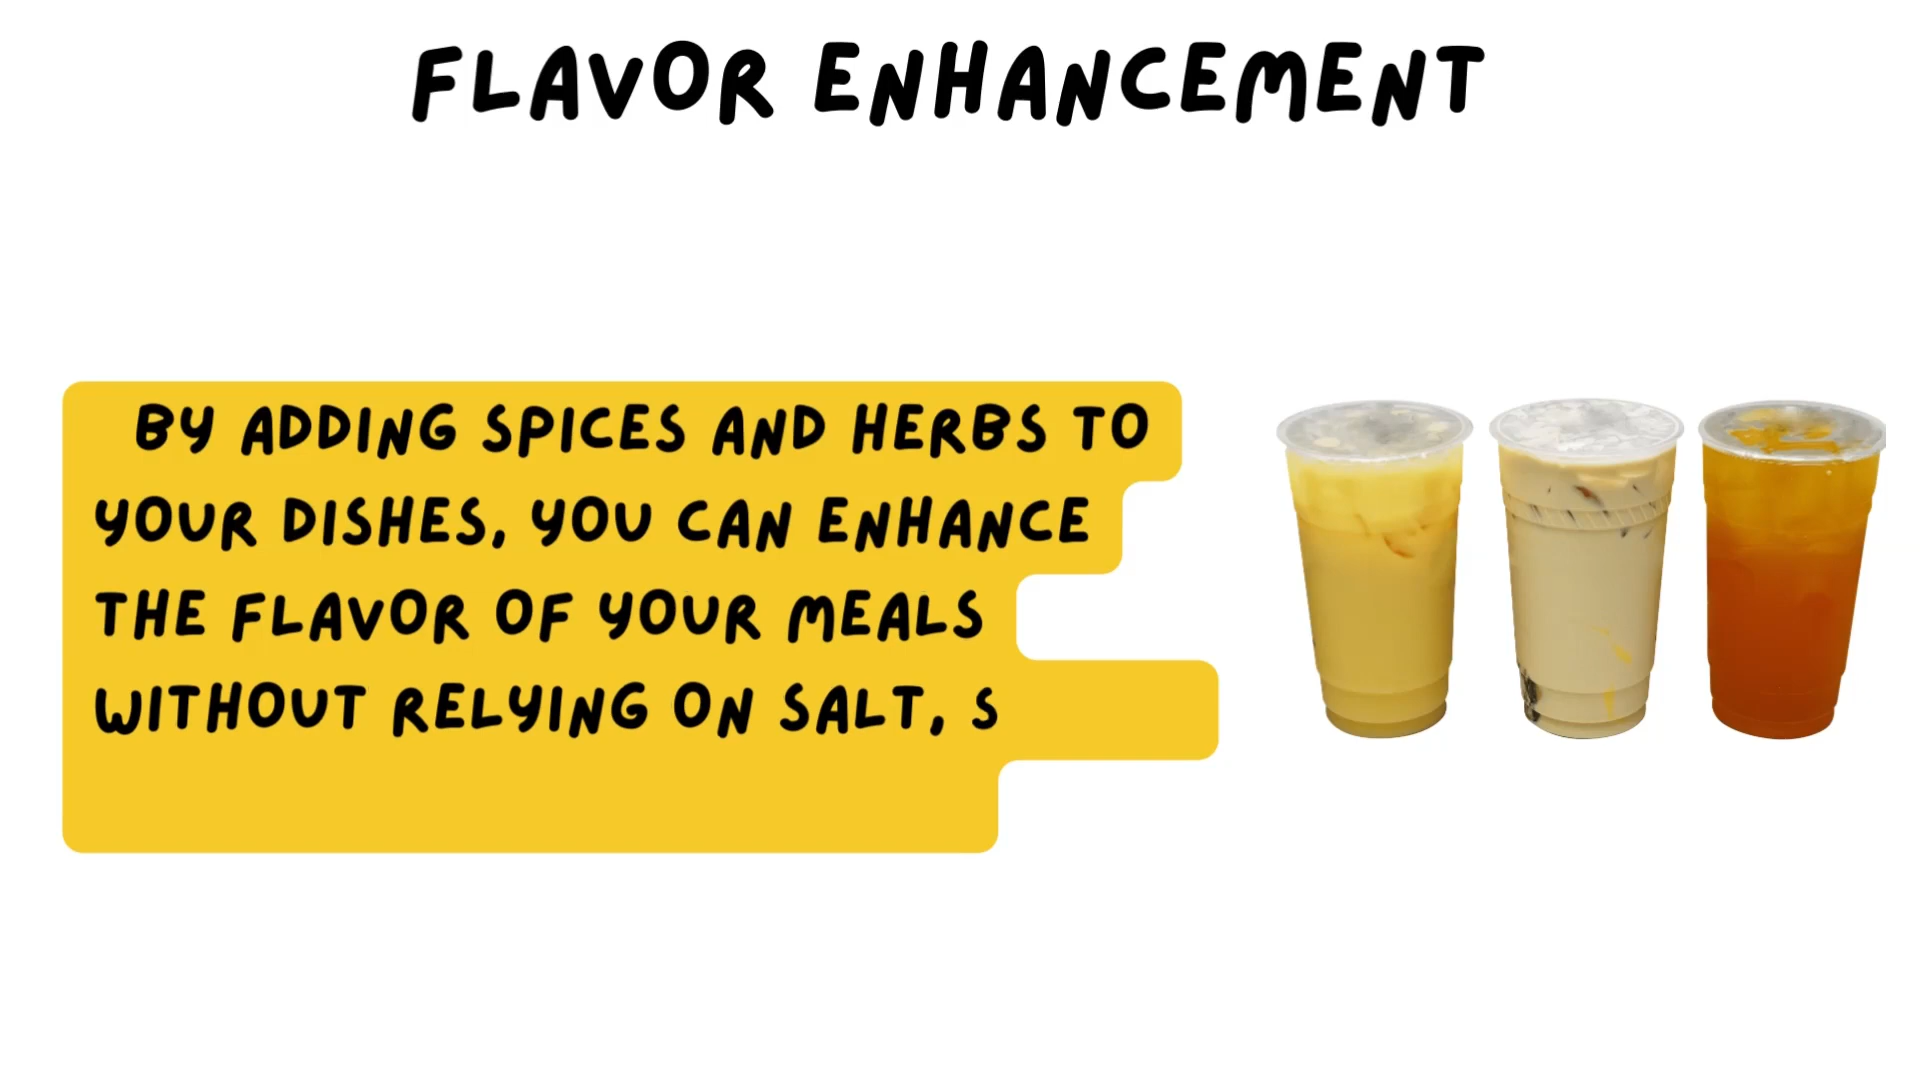 FLAVOR ENHANCEMENT
BY ADDING SPICES AND HERBS TO
YOUR DISHES, YOU CAN ENHANCE
THE FLAVOR OF YOUR MEALS
WITHOUT RELYING ON SALT, S